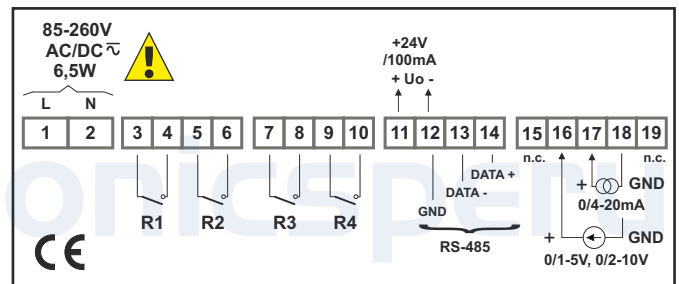 85-260V
AC/DC
6,5W
+24V
/100mA
+ Uo -
L N
1 2 3 4 5 6 7 8 9 10 11 12 13 14 15 16 17 18 19
n.c. n.c.
DATA +
DATA -
GND
+ GND
0/4-20mA
R1 R2 R3 R4
RS-485
+ GND
0/1-5V, 0/2-10V
CE
onicsperu